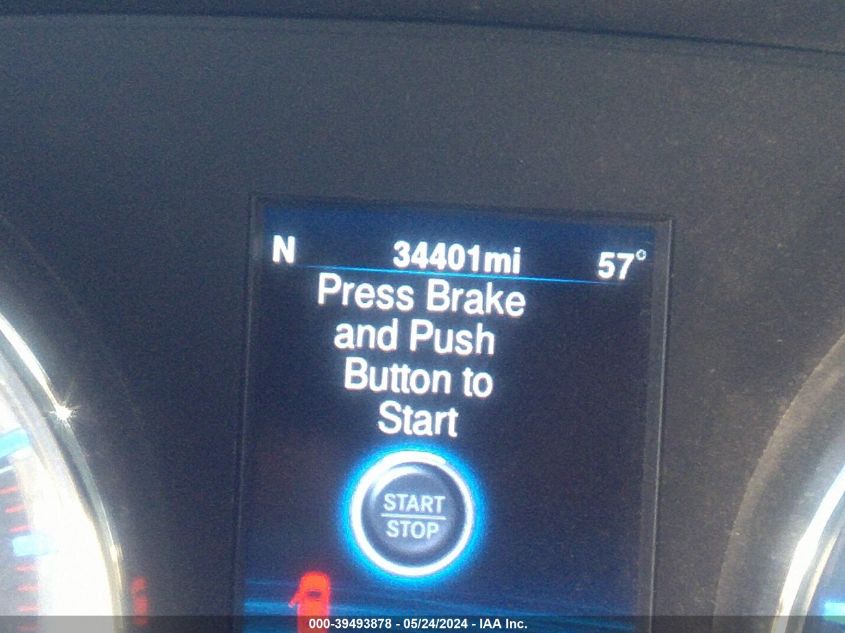 N 34401mi 57°
Press Brake
and Push
Button to
Start
START
STOP
000-39493878 - 05/24/2024 - IAA Inc.